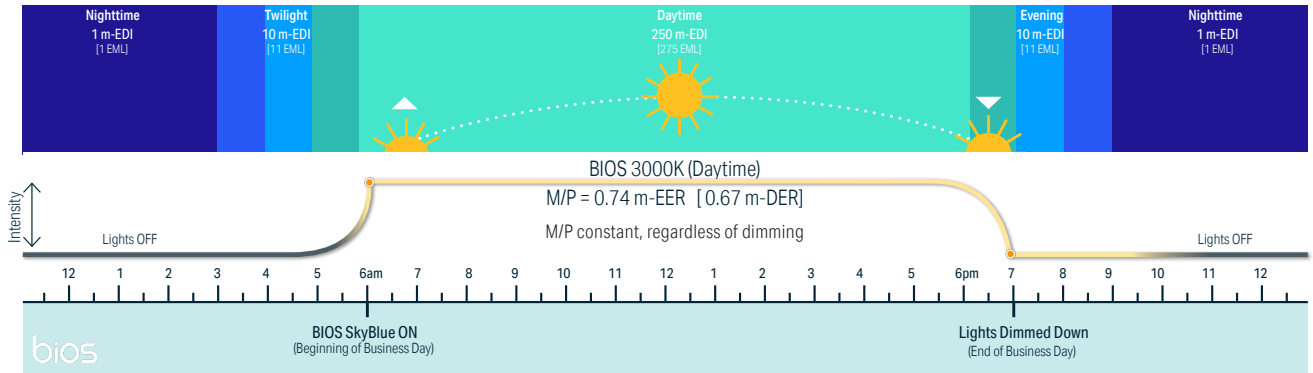 Nighttime
1 m-EDI
[1 EML]
Twilight
10 m-EDI
[11 EML]
Daytime
250 m-EDI
[275 EML]
Evening
10 m-EDI
[11 EML]
Nighttime
1 m-EDI
[1 EML]
BIOS 3000K (Daytime)
M/P = 0.74 m-EER [ 0.67 m-DER]
M/P constant, regardless of dimming
Intensity
Lights OFF
Lights OFF
12 1 2 3 4 5 6am 7 8 9 10 11 12 1 2 3 4 5 6pm 7 8 9 10 11 12
BIOS SkyBlue ON
(Beginning of Business Day)
Lights Dimmed Down
(End of Business Day)
bios